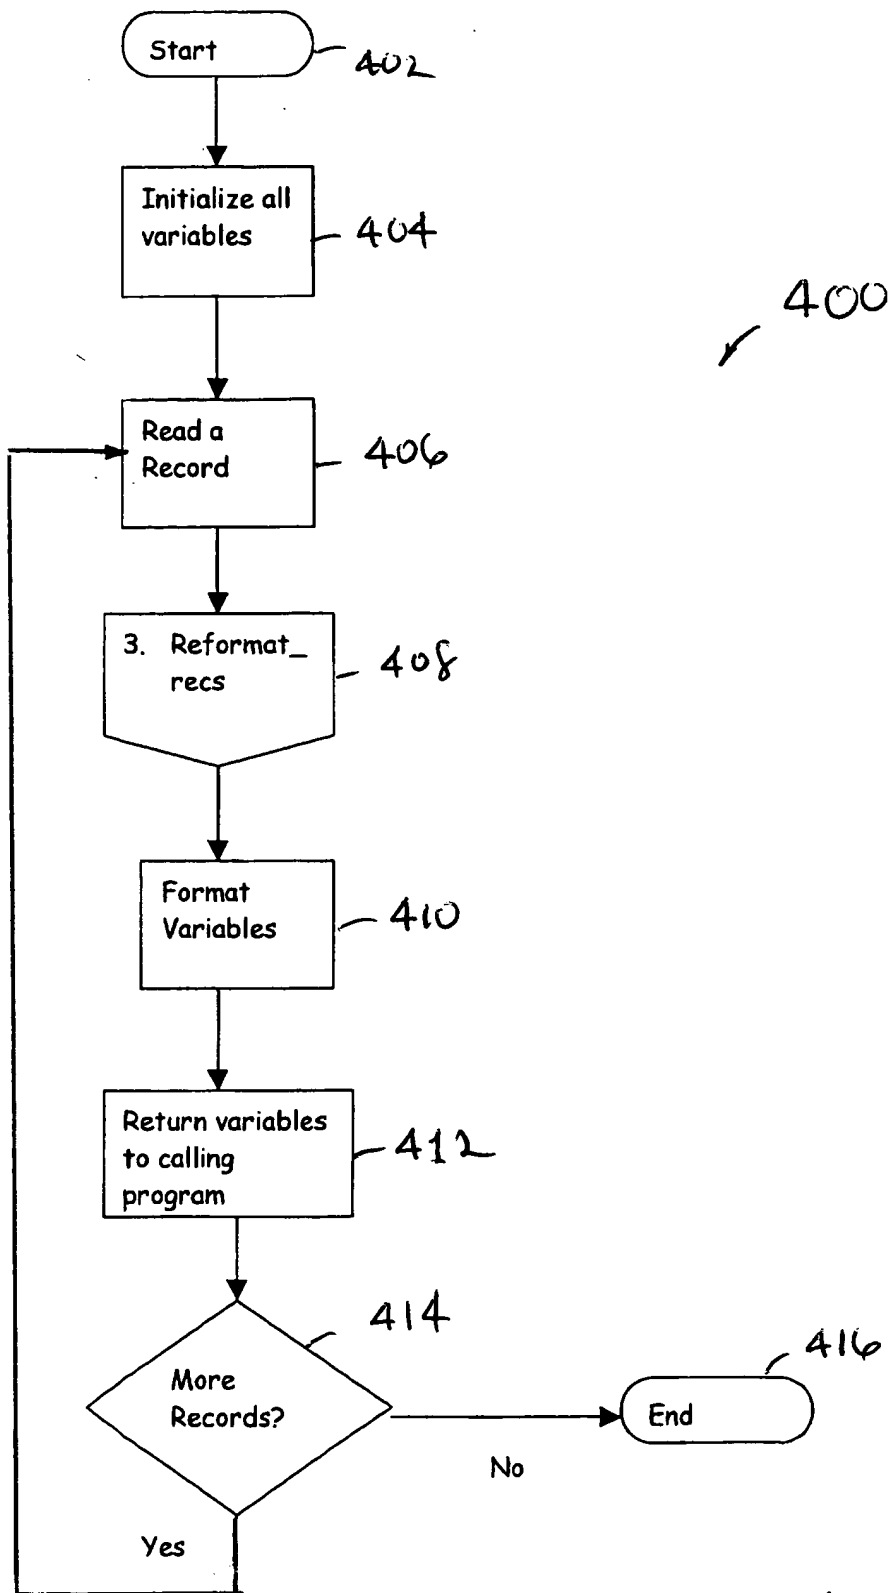 Start
402
Initialize all
variables
404
400
Read a
Record
406
3. Reformat_
recs
408
Format
Variables
410
Return variables
to calling
program
412
414
More
Records?
416
End
No
Yes